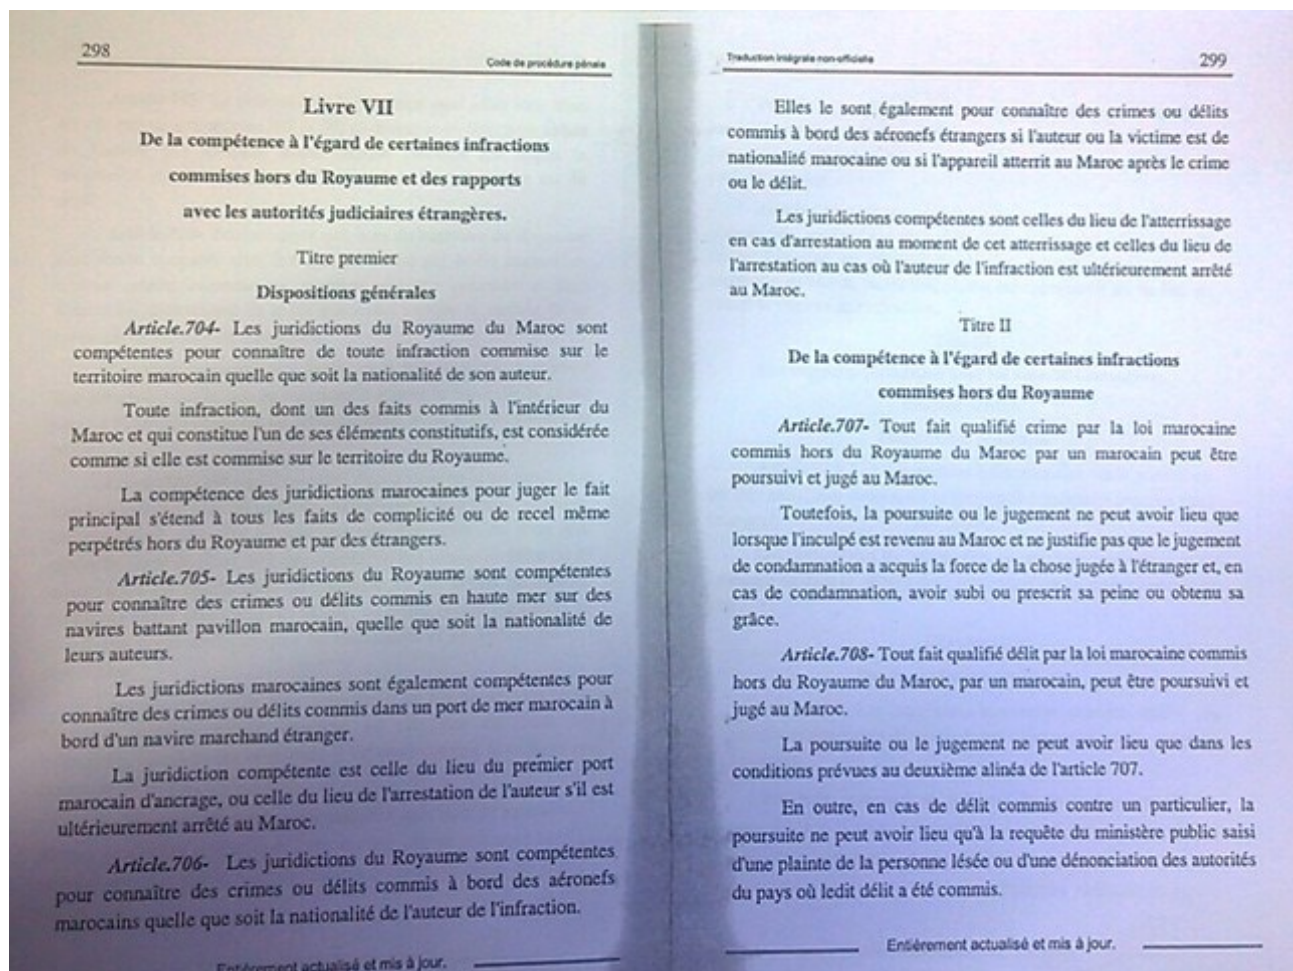 298
Code de procédure pénale
Livre VII
De la compétence à l'égard de certaines infractions
commises hors du Royaume et des rapports
avec les autorités judiciaires étrangères.
Titre premier
Dispositions générales
Article.704- Les juridictions du Royaume du Maroc sont
compétentes pour connaître de toute infraction commise sur le
territoire marocain quelle que soit la nationalité de son auteur.
Toute infraction, dont un des faits commis à l'intérieur du
Maroc et qui constitue l'un de ses éléments constitutifs, est considérée
comme si elle est commise sur le territoire du Royaume.
La compétence des juridictions marocaines pour juger le fait
principal s'étend à tous les faits de complicité ou de recel même
perpétrés hors du Royaume et par des étrangers.
Article.705- Les juridictions du Royaume sont compétentes
pour connaître des crimes ou délits commis en haute mer sur des
navires battant pavillon marocain, quelle que soit la nationalité de
leurs auteurs.
Les juridictions marocaines sont également compétentes pour
connaître des crimes ou délits commis dans un port de mer marocain à
bord d'un navire marchand étranger.
La juridiction compétente est celle du lieu du premier port
marocain d'ancrage, ou celle du lieu de l'arrestation de l'auteur s'il est
ultérieurement arrêté au Maroc.
Article.706- Les juridictions du Royaume sont compétentes
pour connaître des crimes ou délits commis à bord des aéronefs
marocains quelle que soit la nationalité de l'auteur de l'infraction.
Entièrement actualisé et mis à jour.
Traduction intégrale non-officielle
299
Elles le sont également pour connaître des crimes ou délits
commis à bord des aéronefs étrangers si l'auteur ou la victime est de
nationalité marocaine ou si l'appareil atterrit au Maroc après le crime
ou le délit.
Les juridictions compétentes sont celles du lieu de l'atterrissage
en cas d'arrestation au moment de cet atterrissage et celles du lieu de
l'arrestation au cas où l'auteur de l'infraction est ultérieurement arrêté
au Maroc.
Titre II
De la compétence à l'égard de certaines infractions
commises hors du Royaume
Article.707- Tout fait qualifié crime par la loi marocaine
commis hors du Royaume du Maroc par un marocain peut être
poursuivi et jugé au Maroc.
Toutefois, la poursuite ou le jugement ne peut avoir lieu que
lorsque l'inculpé est revenu au Maroc et ne justifie pas que le jugement
de condamnation a acquis la force de la chose jugée à l'étranger et, en
cas de condamnation, avoir subi ou prescrit sa peine ou obtenu sa
grâce.
Article.708- Tout fait qualifié délit par la loi marocaine commis
hors du Royaume du Maroc, par un marocain, peut être poursuivi et
jugé au Maroc.
La poursuite ou le jugement ne peut avoir lieu que dans les
conditions prévues au deuxième alinéa de l'article 707.
En outre, en cas de délit commis contre un particulier, la
poursuite ne peut avoir lieu qu'à la requête du ministère public saisi
d'une plainte de la personne lésée ou d'une dénonciation des autorités
du pays où ledit délit a été commis.
Entièrement actualisé et mis à jour.